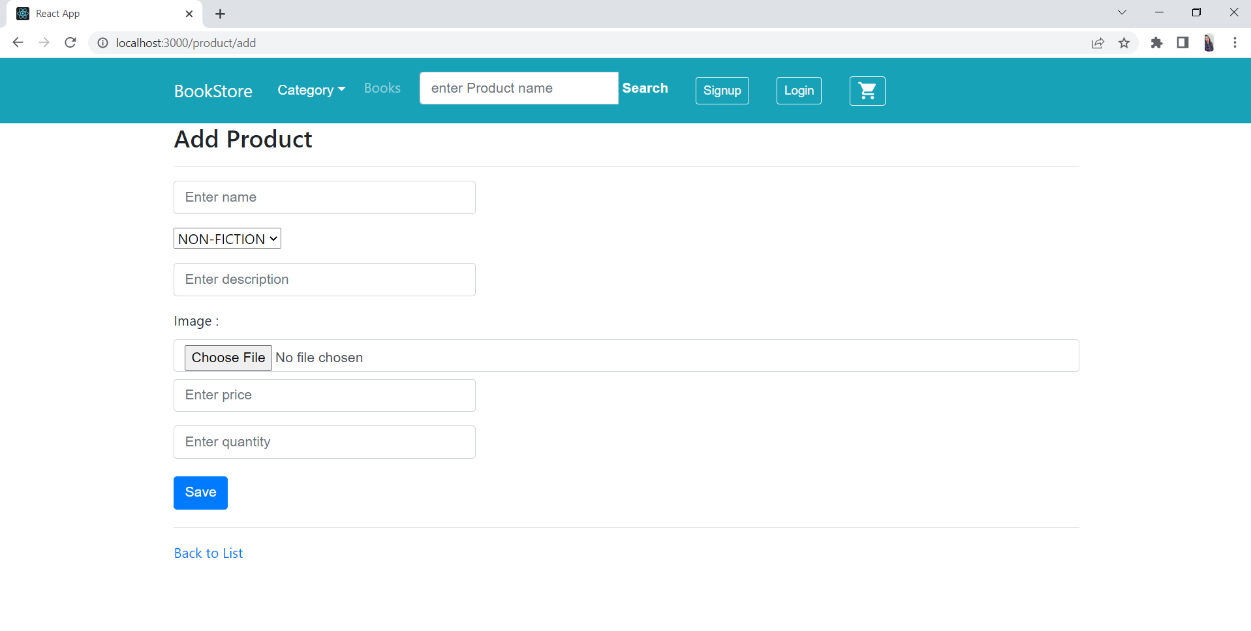 React App
localhost:3000/product/add
BookStore Category Books enter Product name Search Signup Login
Add Product
Enter name
NON-FICTION
Enter description
Image :
Choose File No file chosen
Enter price
Enter quantity
Save
Back to List